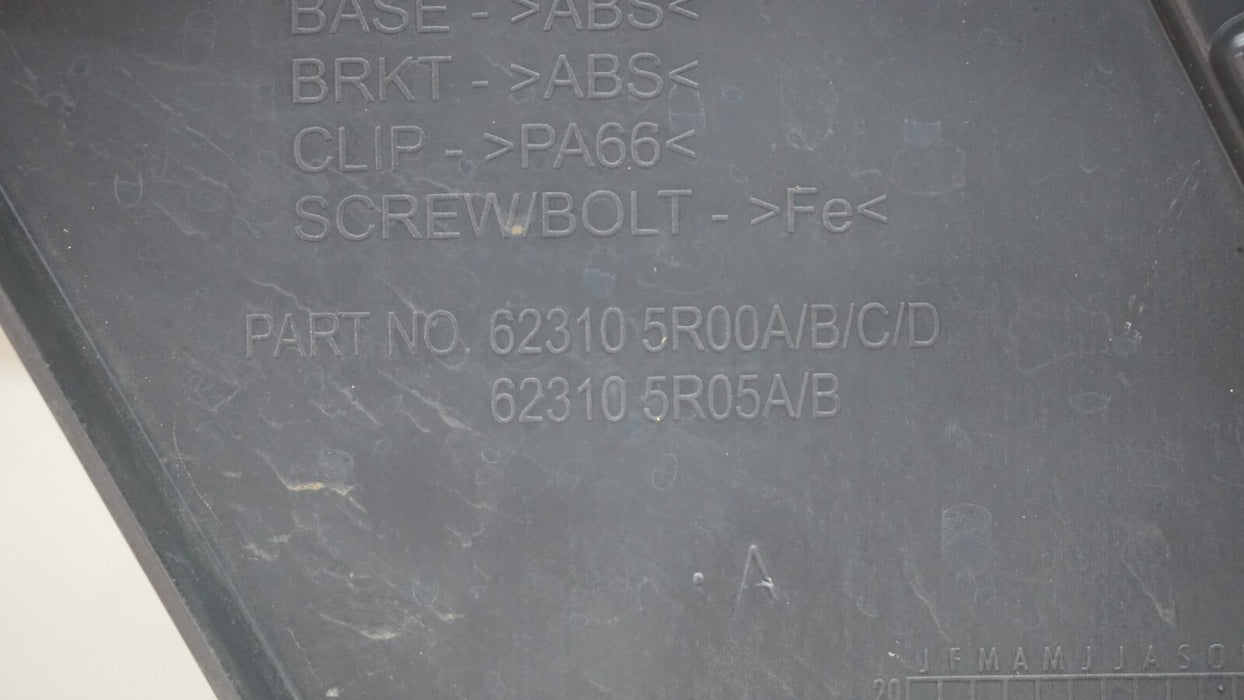 BASE - >ABS<
BRKT - >ABS<
CLIP - >PA66<
SCREW/BOLT - >Fe<
PART NO. 62310 5R00A/B/C/D
62310 5R05A/B
A
J F M A M J J A S O
20